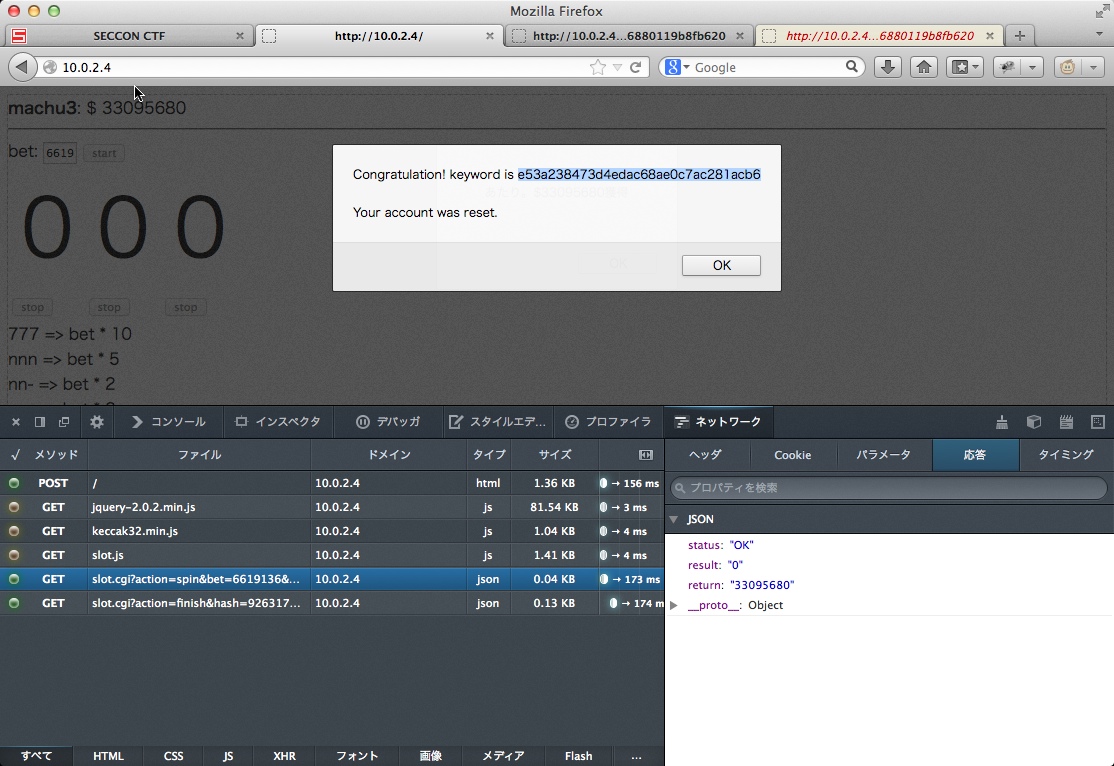 Mozilla Firefox
SECCON CTF
http://10.0.2.4/
http://10.0.2.4...6880119b8fb620
http://10.0.2.4...6880119b8fb620
10.0.2.4
Google
machu3: $ 33095680
bet: 6619 start
0 0 0
stop stop stop
777 => bet * 10
nnn => bet * 5
nn- => bet * 2
Congratulation! keyword is e53a238473d4edac68ae0c7ac281acb6
Your account was reset.
OK
コンソール インスペクタ デバッガ スタイルエデ... プロファイラ ネットワーク
√ メソッド ファイル ドメイン タイプ サイズ
POST / 10.0.2.4 html 1.36 KB → 156 ms
GET jquery-2.0.2.min.js 10.0.2.4 js 81.54 KB → 3 ms
GET keccak32.min.js 10.0.2.4 js 1.04 KB → 4 ms
GET slot.js 10.0.2.4 js 1.41 KB → 4 ms
GET slot.cgi?action=spin&bet=6619136&... 10.0.2.4 json 0.04 KB → 173 ms
GET slot.cgi?action=finish&hash=926317... 10.0.2.4 json 0.13 KB → 174 m
すべて HTML CSS JS XHR フォント 画像 メディア Flash ...
ヘッダ Cookie パラメータ 応答 タイミング
プロパティを検索
JSON
status: "OK"
result: "0"
return: "33095680"
__proto__: Object